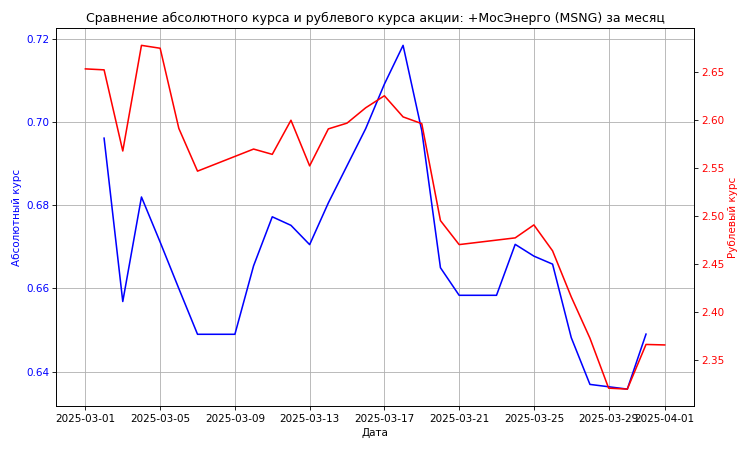 Сравнение абсолютного курса и рублевого курса акции: +МосЭнерго (MSNG) за месяц
0.72
0.70
0.68
0.66
0.64
Абсолютный курс
2.65
2.60
2.55
2.50
2.45
2.40
2.35
Рублевый курс
2025-03-01 2025-03-05 2025-03-09 2025-03-13 2025-03-17 2025-03-21 2025-03-25 2025-03-29 2025-04-01
Дата